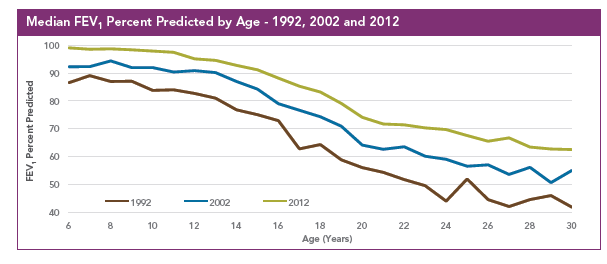 Median FEV₁ Percent Predicted by Age - 1992, 2002 and 2012
100
90
80
70
60
50
40
FEV₁ Percent Predicted
1992 2002 2012
6 8 10 12 14 16 18 20 22 24 26 28 30
Age (Years)